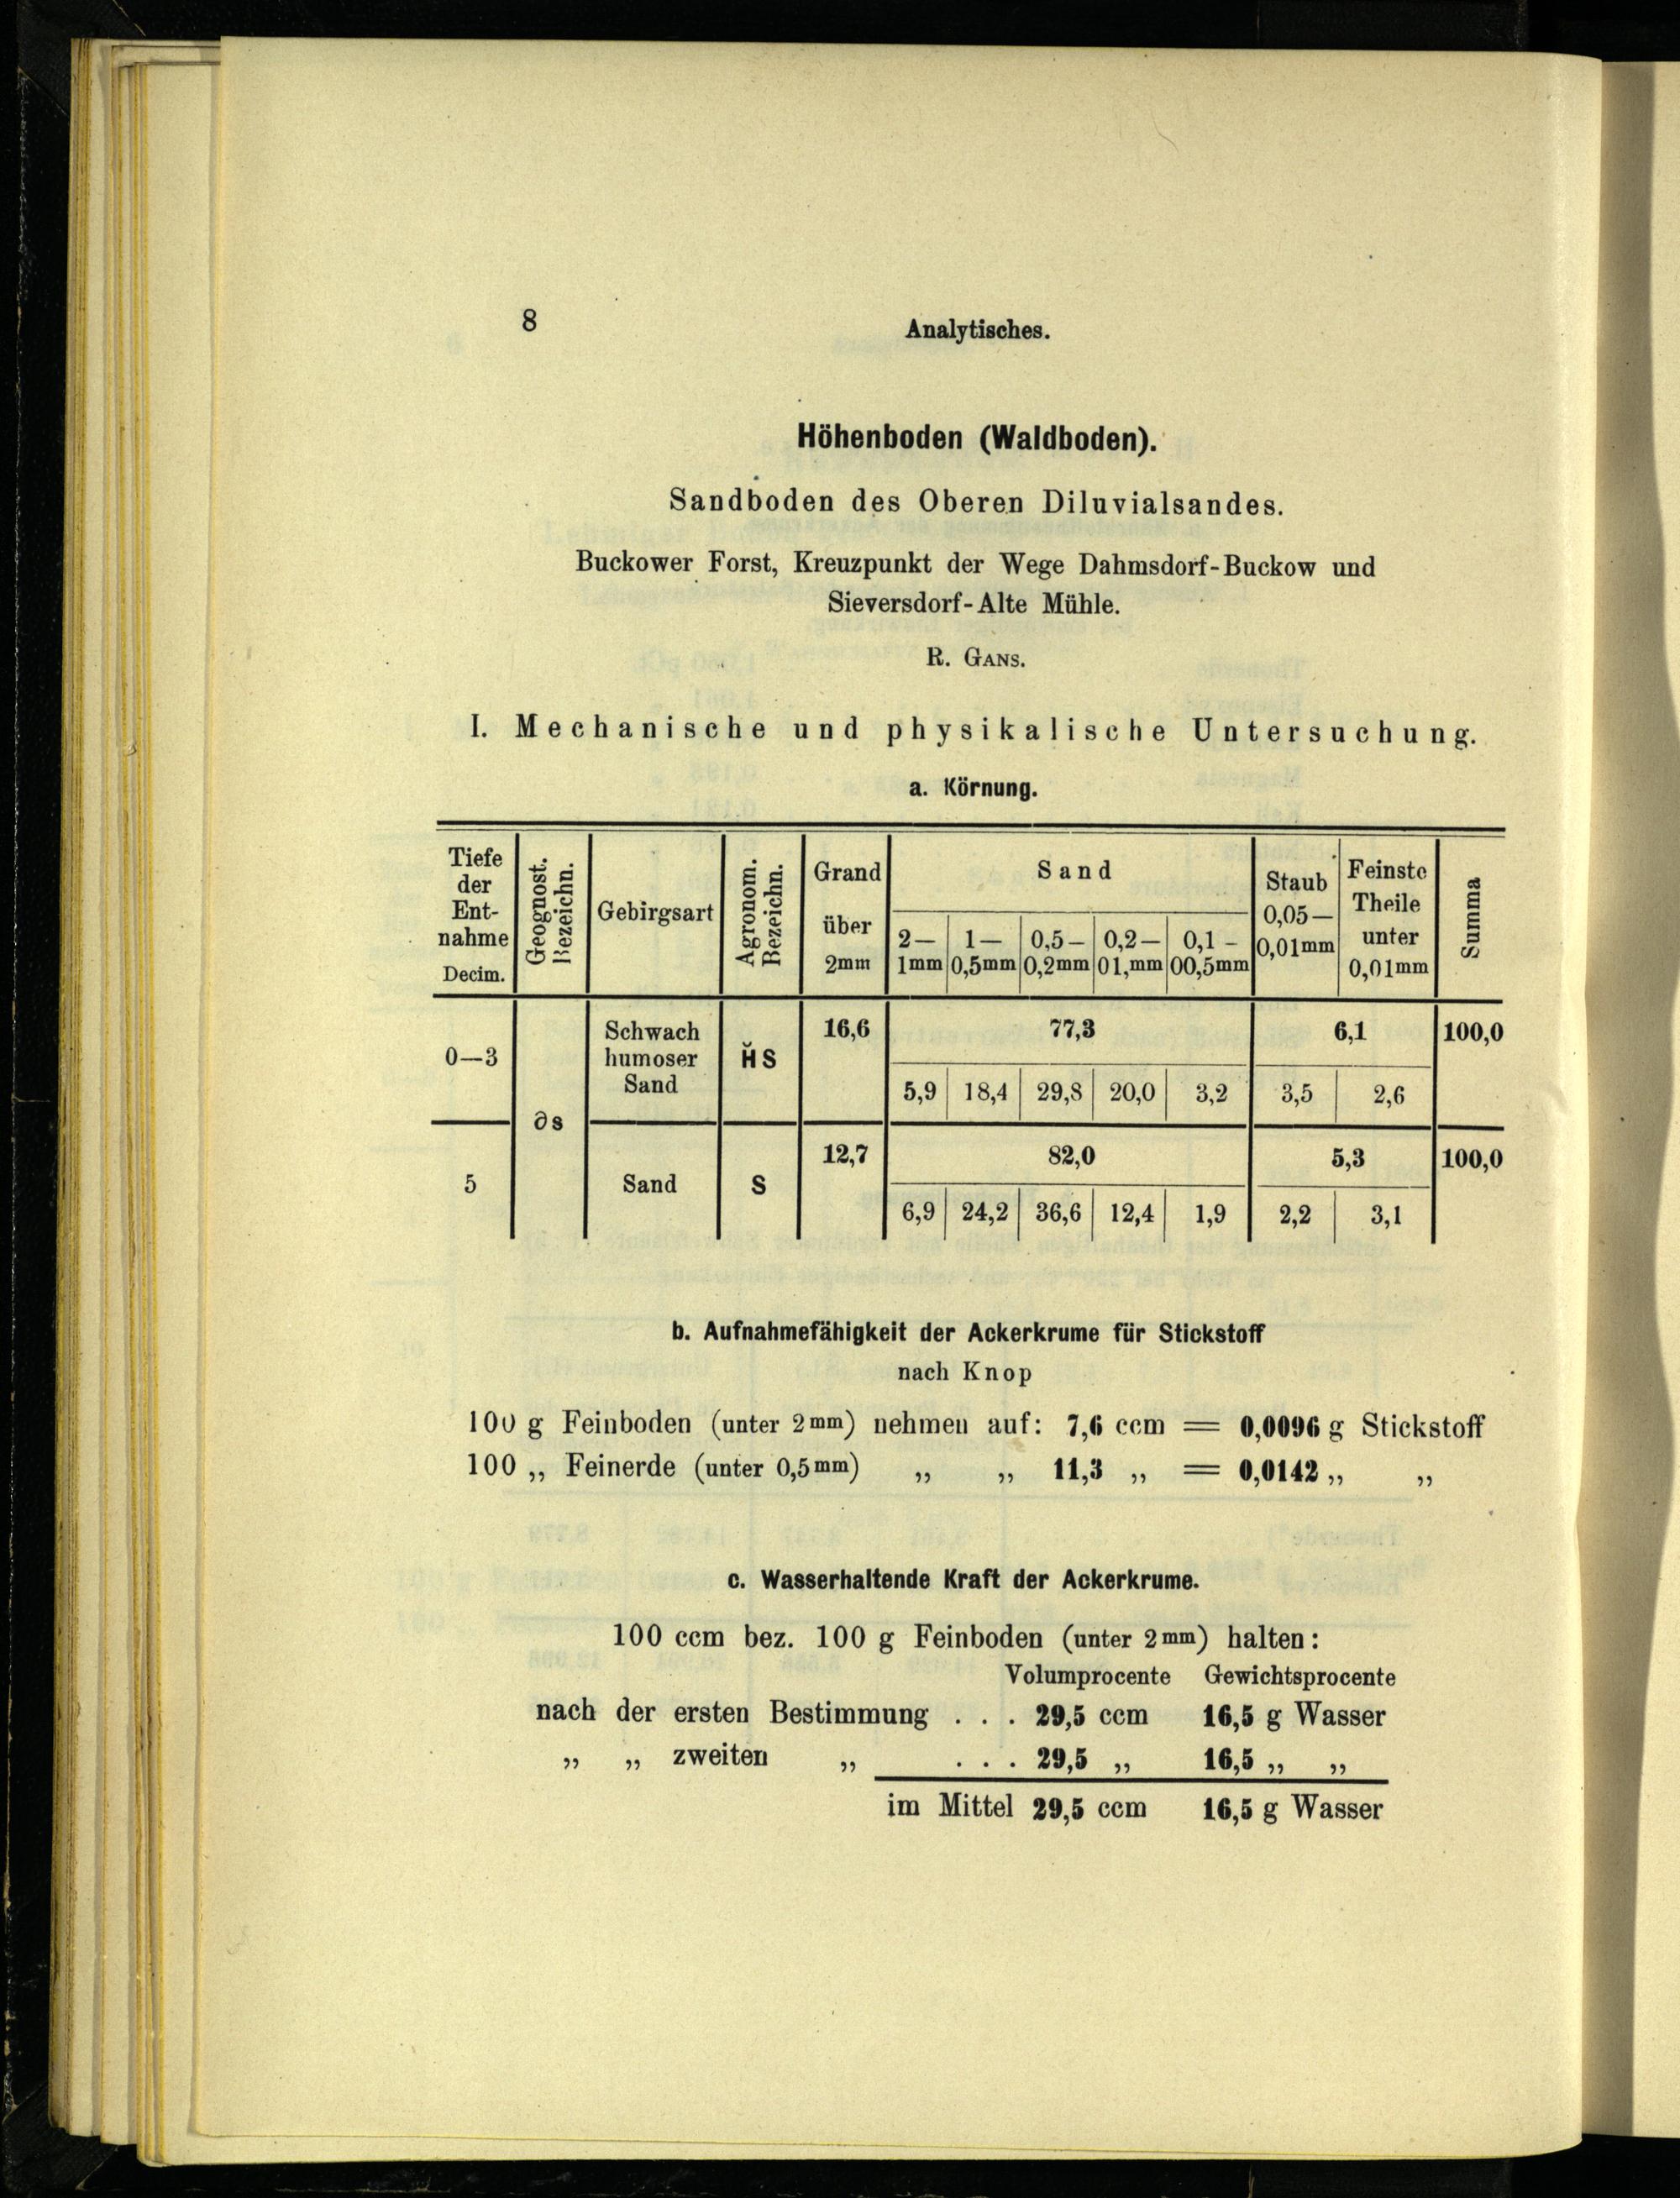 8
Analytisches.
Höhenboden (Waldboden).
Sandboden des Oberen Diluvialsandes.
Buckower Forst, Kreuzpunkt der Wege Dahmsdorf-Buckow und
Sieversdorf-Alte Mühle.
R. Gans.
I. Mechanische und physikalische Untersuchung.
a. Körnung.
Tiefe der Ent-nahme Decim. | Geognost. Bezeichn. | Gebirgsart | Agronom. Bezeichn. | Grand über 2mm | Sand | Staub 0,05—0,01mm | Feinste Theile unter 0,01mm | Summa
2—1mm | 1—0,5mm | 0,5—0,2mm | 0,2—01,mm | 0,1-00,5mm
0—3 | ∂s | Schwach humoser Sand | H̆ S | 16,6 | 77,3 | 6,1 | 100,0
5,9 | 18,4 | 29,8 | 20,0 | 3,2 | 3,5 | 2,6
5 | Sand | S | 12,7 | 82,0 | 5,3 | 100,0
6,9 | 24,2 | 36,6 | 12,4 | 1,9 | 2,2 | 3,1
b. Aufnahmefähigkeit der Ackerkrume für Stickstoff
nach Knop
100 g Feinboden (unter 2mm) nehmen auf: 7,6 ccm = 0,0096 g Stickstoff
100 „ Feinerde (unter 0,5mm) „ „ 11,3 „ = 0,0142 „ „
c. Wasserhaltende Kraft der Ackerkrume.
100 ccm bez. 100 g Feinboden (unter 2mm) halten:
Volumprocente Gewichtsprocente
nach der ersten Bestimmung . . . 29,5 ccm 16,5 g Wasser
„ „ zweiten „ . . . 29,5 „ 16,5 „ „
im Mittel 29,5 ccm 16,5 g Wasser